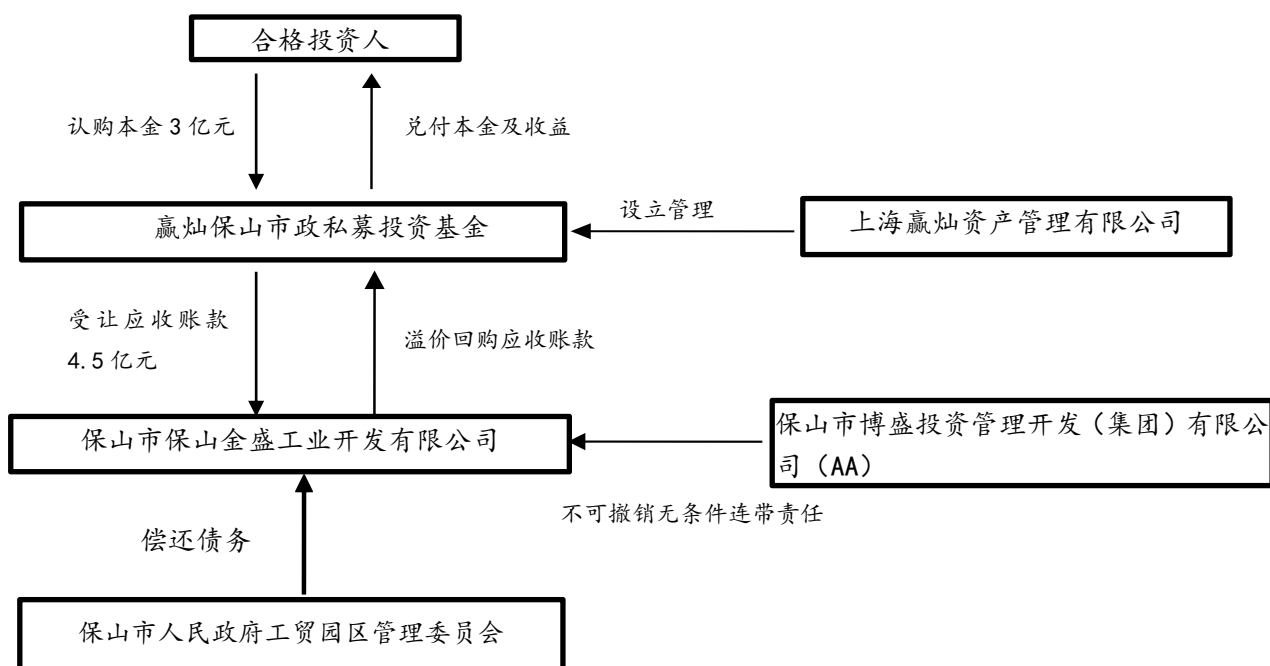 合格投资人
认购本金 3 亿元
兑付本金及收益
设立管理
赢灿保山市政私募投资基金
上海赢灿资产管理有限公司
受让应收账款
4.5 亿元
溢价回购应收账款
保山市保山金盛工业开发有限公司
保山市博盛投资管理开发（集团）有限公
司（AA）
不可撤销无条件连带责任
偿还债务
保山市人民政府工贸园区管理委员会